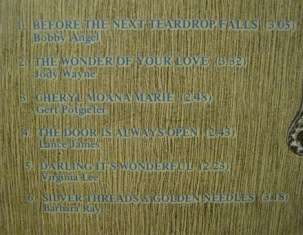 1. BEFORE THE NEXT TEARDROP FALLS (3:05)
Bobby Angel
2. THE WONDER OF YOUR LOVE (3:32)
Jody Wayne
3. CHERYL MOANA MARIE (2:48)
Gert Potgieter
4. THE DOOR IS ALWAYS OPEN (2:43)
Lance James
5. DARLING IT'S WONDERFUL (2:23)
Virginia Lee
6. SILVER THREADS & GOLDEN NEEDLES (3:18)
Barbara Ray